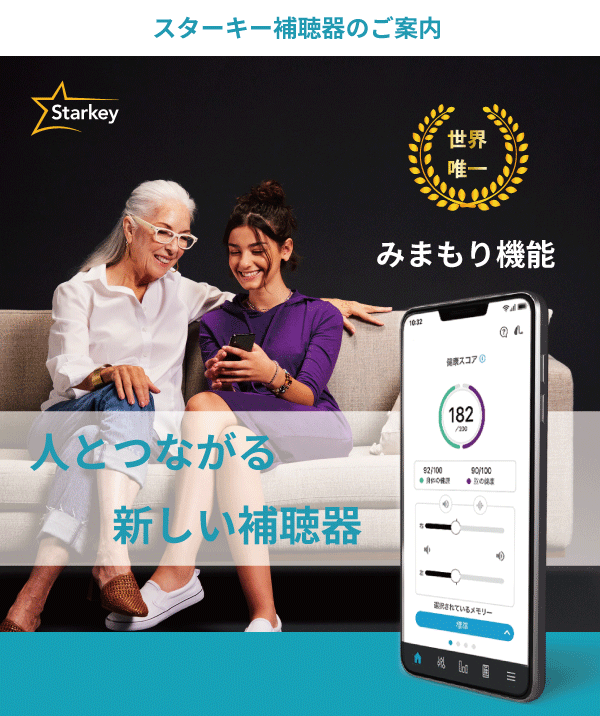 スターキー補聴器のご案内
Starkey
世界
唯一
みまもり機能
10:32
健康スコア
182
/200
92/100 90/100
身体の健康 脳の健康
人とつながる
新しい補聴器
右
左
選択されているメモリー
標準